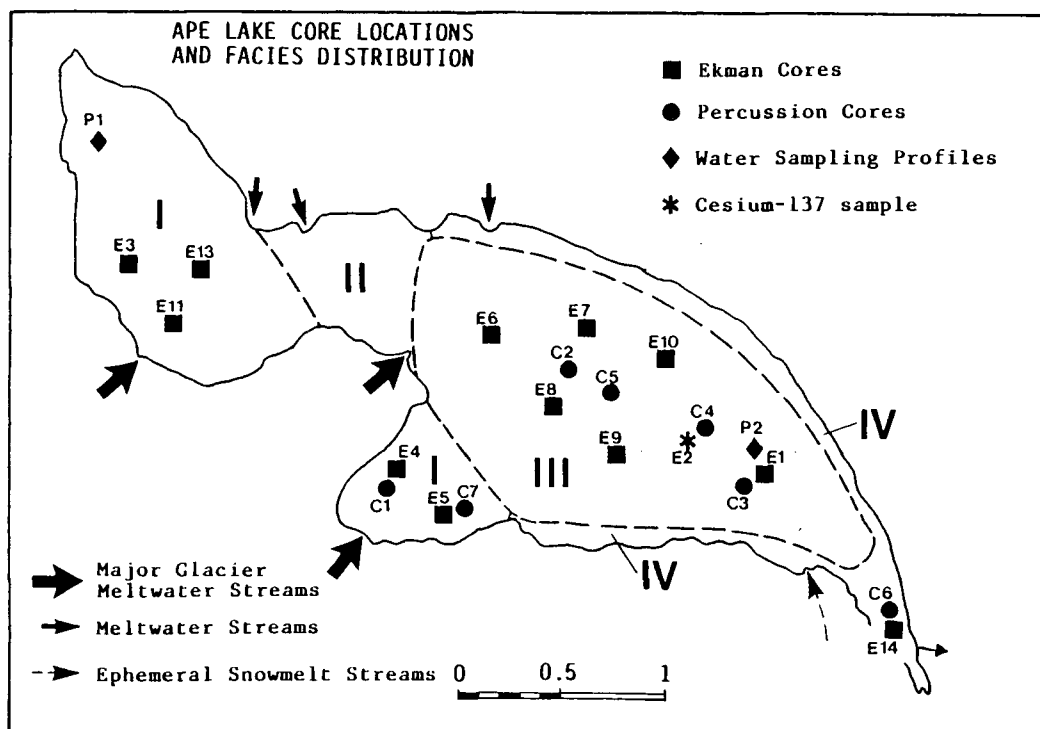 APE LAKE CORE LOCATIONS
AND FACIES DISTRIBUTION
Ekman Cores
Percussion Cores
Water Sampling Profiles
Cesium-137 sample
P1
I
E3
E13
E11
II
E6
E7
E10
C2
C5
E8
E9
C4
E2
P2
E1
C3
III
IV
E4
I
C1
E5
C7
IV
C6
E14
Major Glacier
Meltwater Streams
Meltwater Streams
Ephemeral Snowmelt Streams
0 0.5 1